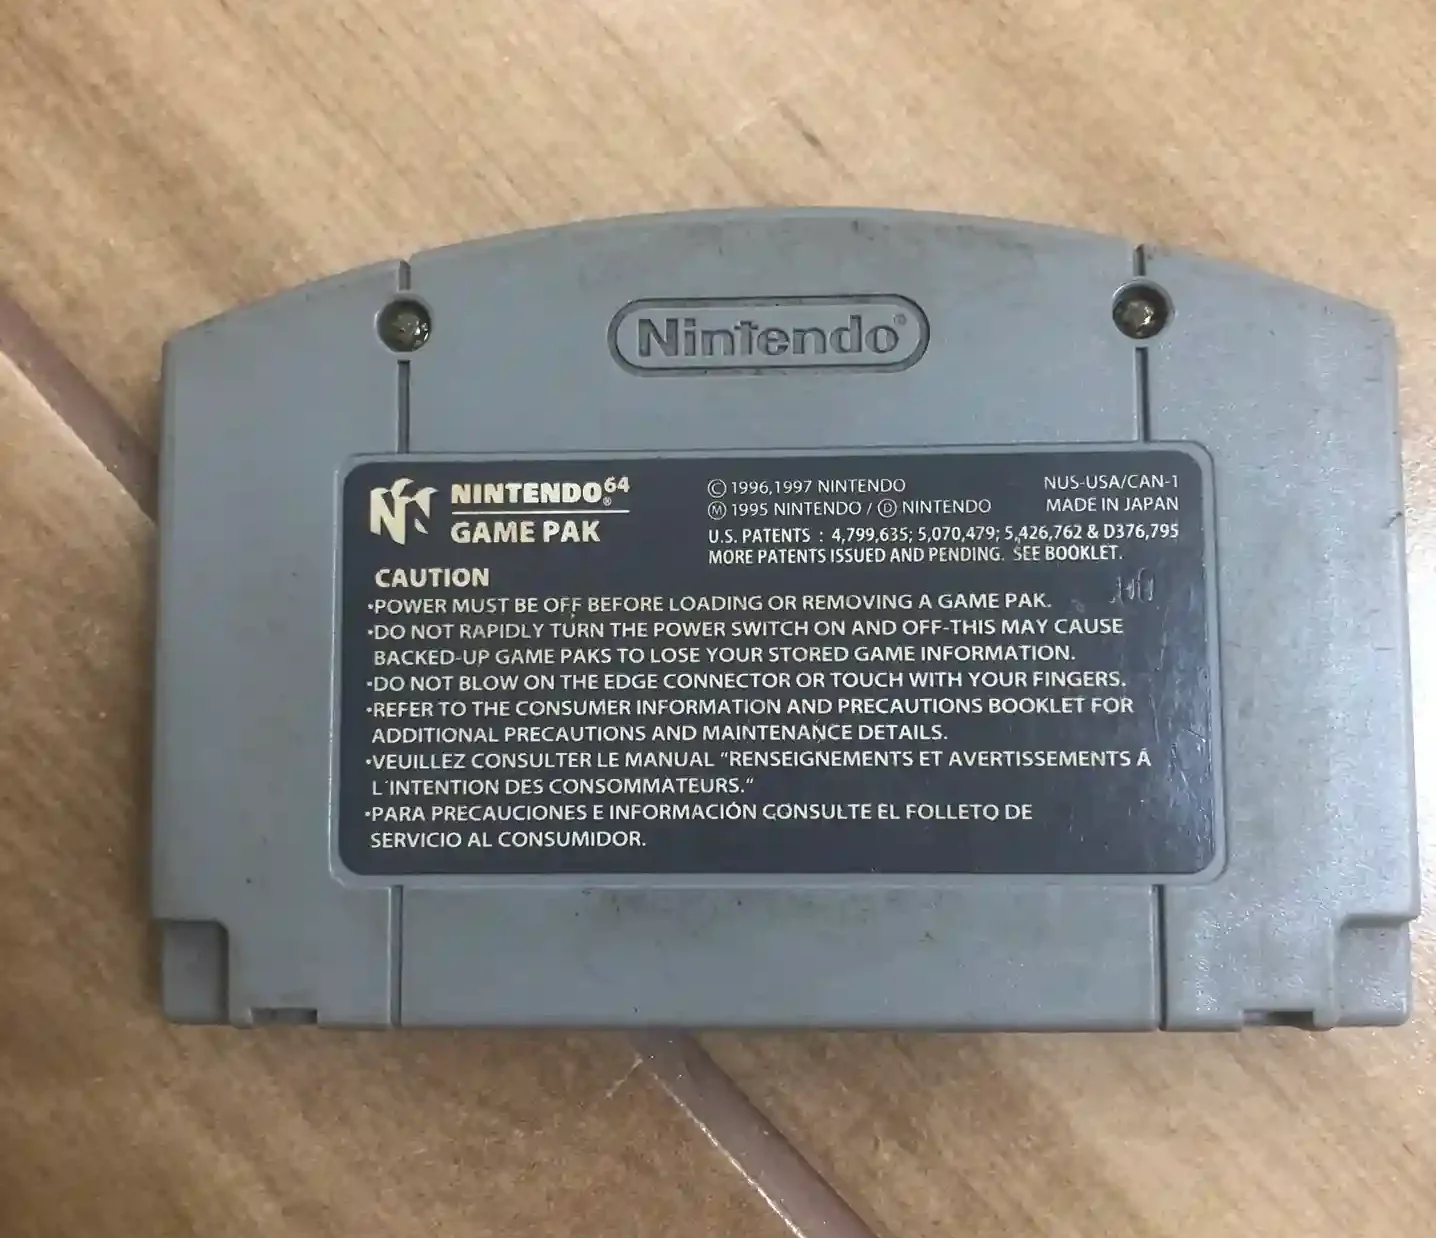 Nintendo®
NINTENDO⁶⁴®
GAME PAK
© 1996,1997 NINTENDO
Ⓜ 1995 NINTENDO / Ⓓ NINTENDO
NUS-USA/CAN-1
MADE IN JAPAN
U.S. PATENTS : 4,799,635; 5,070,479; 5,426,762 & D376,795
MORE PATENTS ISSUED AND PENDING. SEE BOOKLET.
CAUTION
•POWER MUST BE OFF BEFORE LOADING OR REMOVING A GAME PAK.
•DO NOT RAPIDLY TURN THE POWER SWITCH ON AND OFF-THIS MAY CAUSE
BACKED-UP GAME PAKS TO LOSE YOUR STORED GAME INFORMATION.
•DO NOT BLOW ON THE EDGE CONNECTOR OR TOUCH WITH YOUR FINGERS.
•REFER TO THE CONSUMER INFORMATION AND PRECAUTIONS BOOKLET FOR
ADDITIONAL PRECAUTIONS AND MAINTENANCE DETAILS.
•VEUILLEZ CONSULTER LE MANUAL "RENSEIGNEMENTS ET AVERTISSEMENTS Á
L'INTENTION DES CONSOMMATEURS."
•PARA PRECAUCIONES E INFORMACIÓN CONSULTE EL FOLLETO DE
SERVICIO AL CONSUMIDOR.